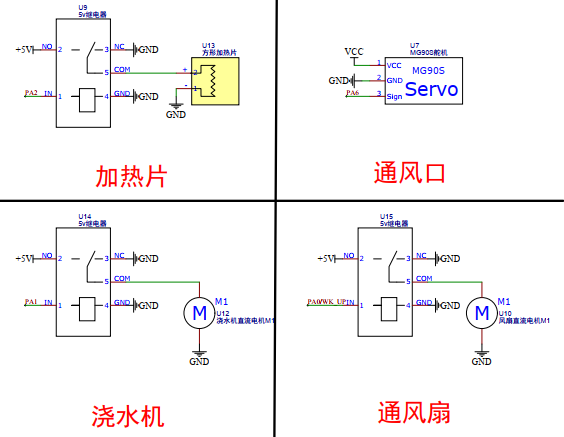 U9
5v继电器
+5V
NO
2
3
NC
GND
5
COM
PA2
IN
1
4
GND
GND
U13
方形加热片
+
2
-
1
GND
加热片
U7
MG90S舵机
VCC
1
VCC
GND
2
GND
PA6
3
Sign
MG90S
Servo
通风口
U14
5v继电器
+5V
NO
2
3
NC
GND
5
COM
PA1
IN
1
4
GND
GND
M
M1
U12
浇水机直流电机M1
GND
浇水机
U15
5v继电器
+5V
NO
2
3
NC
GND
5
COM
PA0/WK_UP
IN
1
4
GND
GND
M
M1
U10
风扇直流电机M1
GND
通风扇